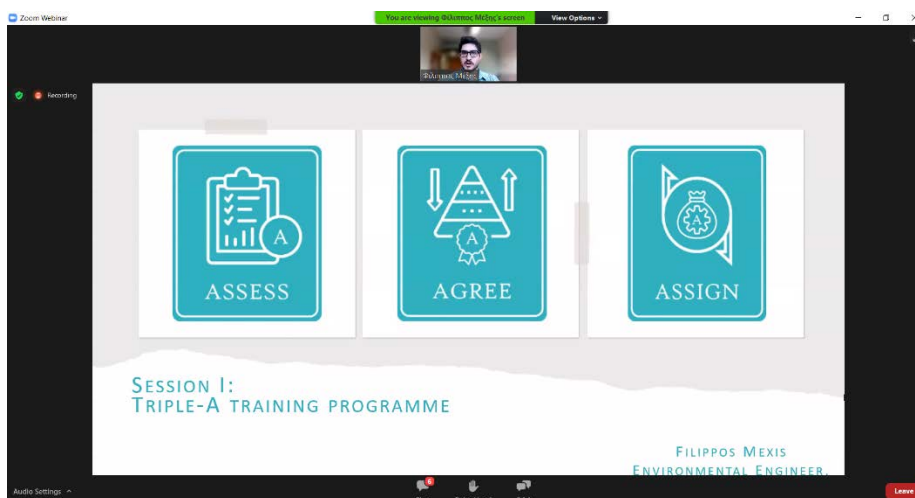 Zoom Webinar
You are viewing Φίλιππος Μέξης's screen View Options
Φίλιππος Μέξης
Recording
A
A
A
ASSESS
AGREE
ASSIGN
SESSION I:
TRIPLE-A TRAINING PROGRAMME
FILIPPOS MEXIS
ENVIRONMENTAL ENGINEER,
6
Audio Settings
Leave